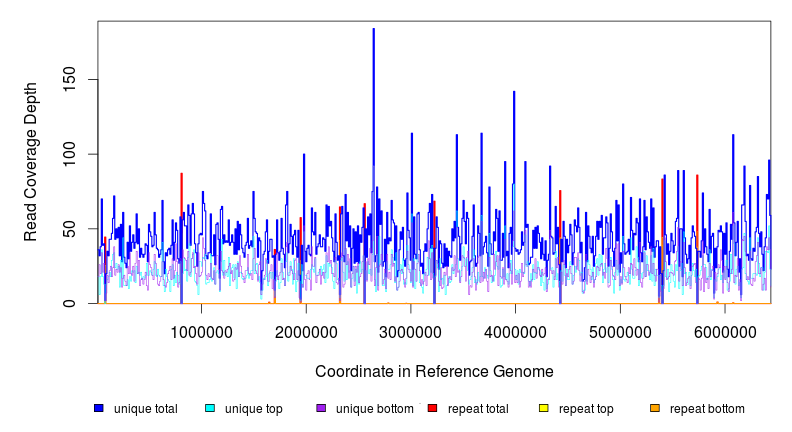 150
100
50
0
Read Coverage Depth
1000000 2000000 3000000 4000000 5000000 6000000
Coordinate in Reference Genome
unique total unique top unique bottom repeat total repeat top repeat bottom